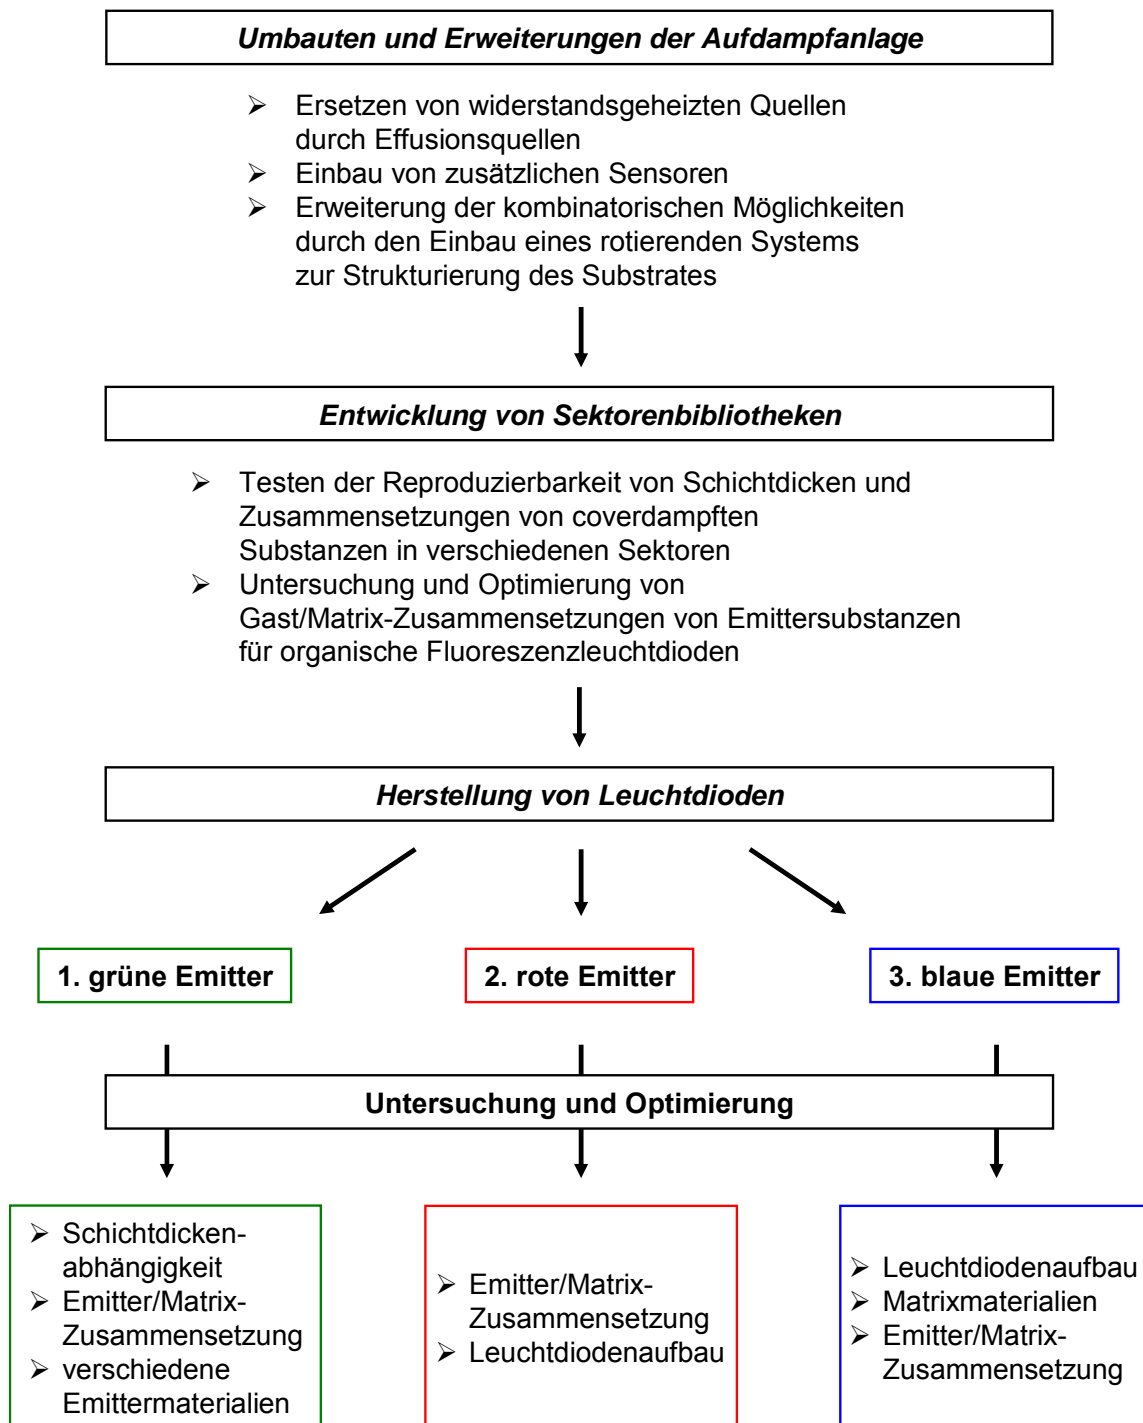 Umbauten und Erweiterungen der Aufdampfanlage
➢ Ersetzen von widerstandsgeheizten Quellen
durch Effusionsquellen
➢ Einbau von zusätzlichen Sensoren
➢ Erweiterung der kombinatorischen Möglichkeiten
durch den Einbau eines rotierenden Systems
zur Strukturierung des Substrates
Entwicklung von Sektorenbibliotheken
➢ Testen der Reproduzierbarkeit von Schichtdicken und
Zusammensetzungen von coverdampften
Substanzen in verschiedenen Sektoren
➢ Untersuchung und Optimierung von
Gast/Matrix-Zusammensetzungen von Emittersubstanzen
für organische Fluoreszenzleuchtdioden
Herstellung von Leuchtdioden
1. grüne Emitter
2. rote Emitter
3. blaue Emitter
Untersuchung und Optimierung
➢ Schichtdicken-
abhängigkeit
➢ Emitter/Matrix-
Zusammensetzung
➢ verschiedene
Emittermaterialien
➢ Emitter/Matrix-
Zusammensetzung
➢ Leuchtdiodenaufbau
➢ Leuchtdiodenaufbau
➢ Matrixmaterialien
➢ Emitter/Matrix-
Zusammensetzung